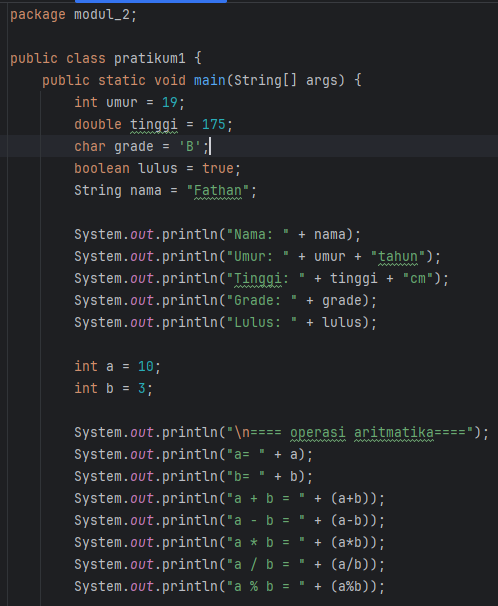 package modul_2;
public class pratikum1 {
public static void main(String[] args) {
int umur = 19;
double tinggi = 175;
char grade = 'B';
boolean lulus = true;
String nama = "Fathan";
System.out.println("Nama: " + nama);
System.out.println("Umur: " + umur + "tahun");
System.out.println("Tinggi: " + tinggi + "cm");
System.out.println("Grade: " + grade);
System.out.println("Lulus: " + lulus);
int a = 10;
int b = 3;
System.out.println("\n==== operasi aritmatika====");
System.out.println("a= " + a);
System.out.println("b= " + b);
System.out.println("a + b = " + (a+b));
System.out.println("a - b = " + (a-b));
System.out.println("a * b = " + (a*b));
System.out.println("a / b = " + (a/b));
System.out.println("a % b = " + (a%b));